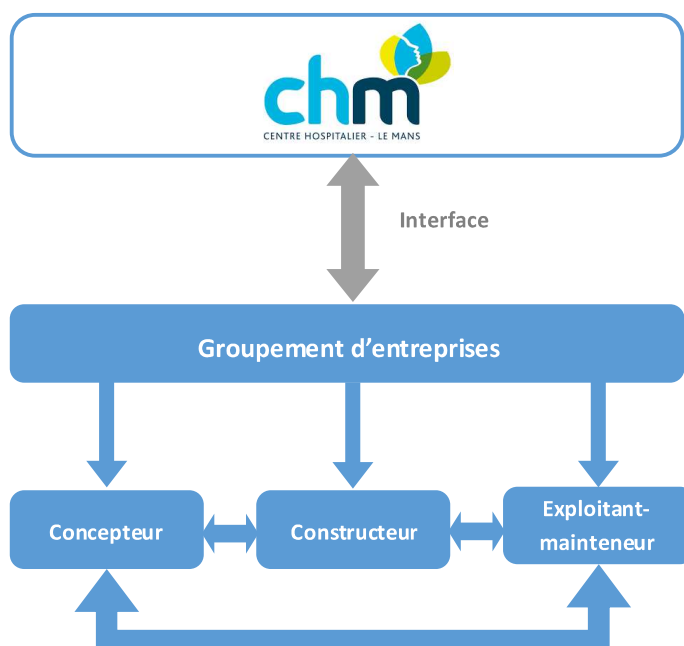 chm
CENTRE HOSPITALIER - LE MANS
Interface
Groupement d’entreprises
Concepteur
Constructeur
Exploitant-
mainteneur